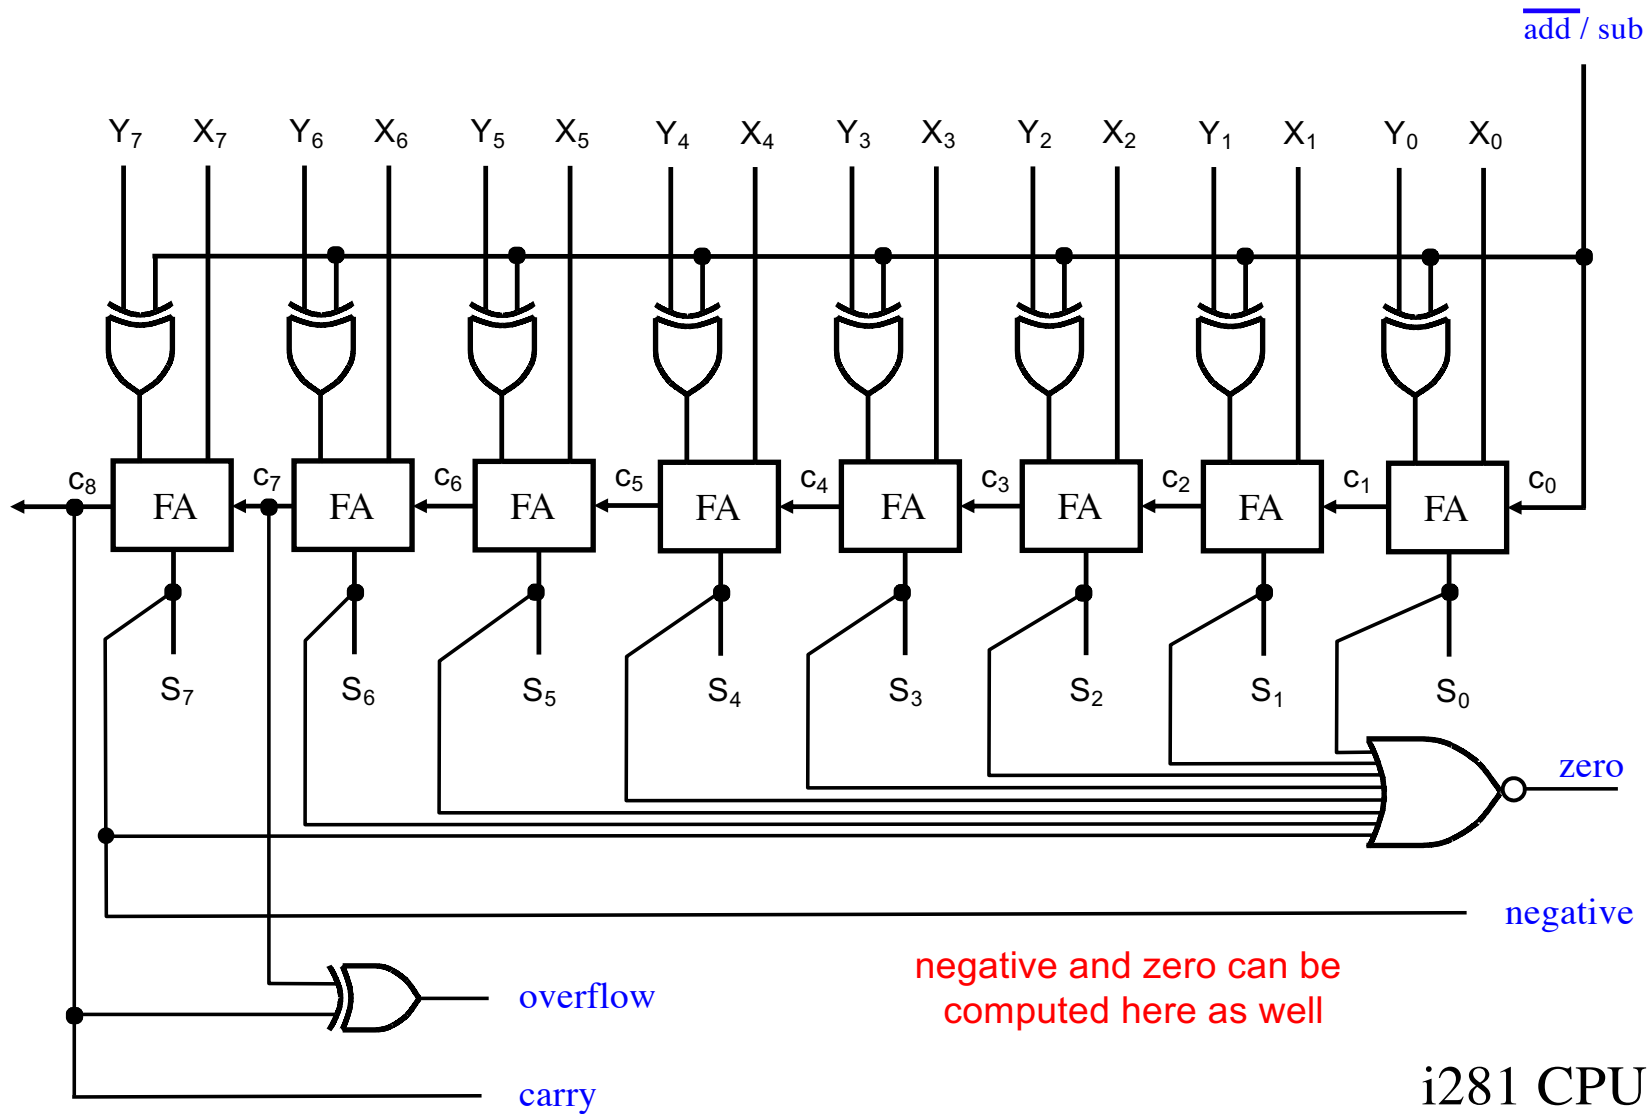 add / sub
Y7 X7 Y6 X6 Y5 X5 Y4 X4 Y3 X3 Y2 X2 Y1 X1 Y0 X0
c8 FA c7 FA c6 FA c5 FA c4 FA c3 FA c2 FA c1 FA c0
S7 S6 S5 S4 S3 S2 S1 S0
zero
negative
negative and zero can be
computed here as well
overflow
carry
i281 CPU